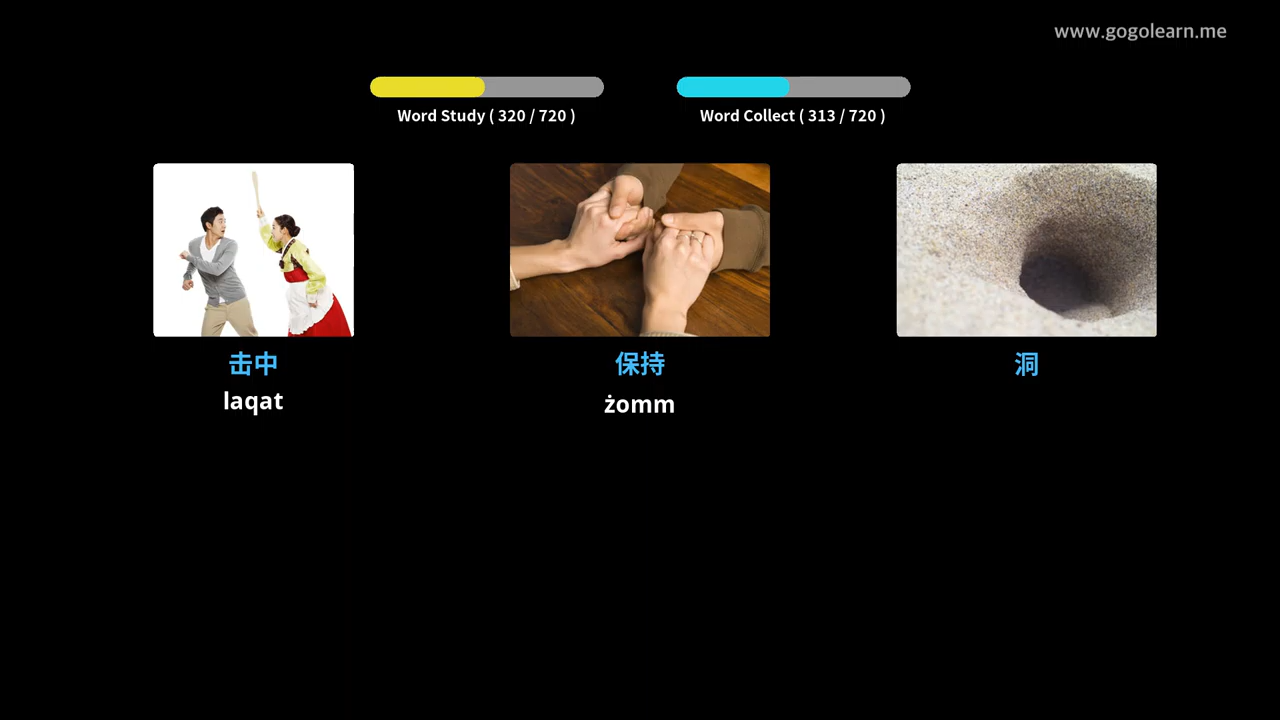 www.gogolearn.me
Word Study ( 320 / 720 )
Word Collect ( 313 / 720 )
击中
laqat
保持
żomm
洞